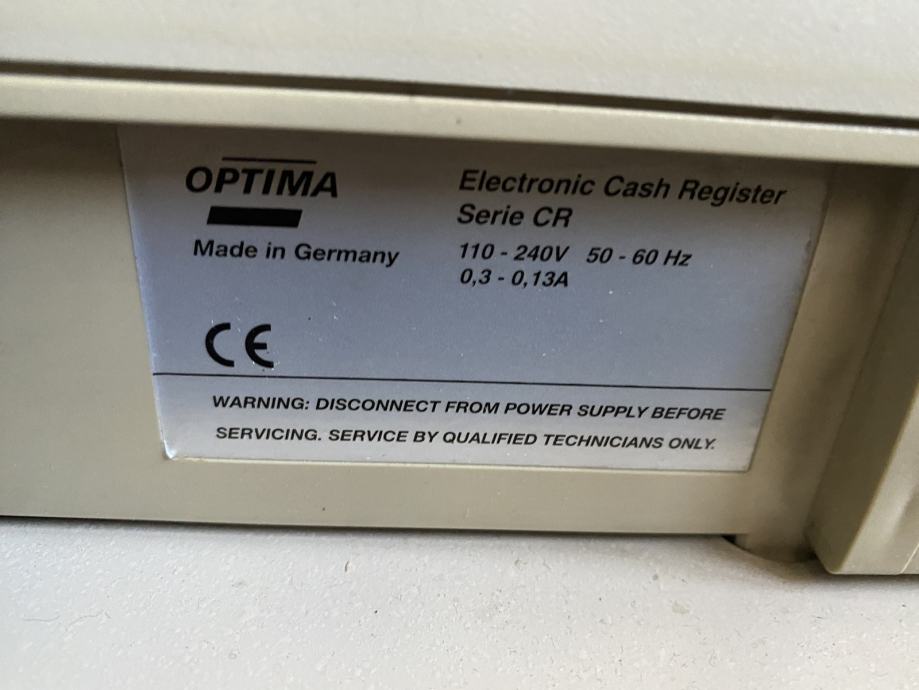 OPTIMA
Made in Germany
Electronic Cash Register
Serie CR
110 - 240V 50 - 60 Hz
0,3 - 0,13A
CE
WARNING: DISCONNECT FROM POWER SUPPLY BEFORE
SERVICING. SERVICE BY QUALIFIED TECHNICIANS ONLY.